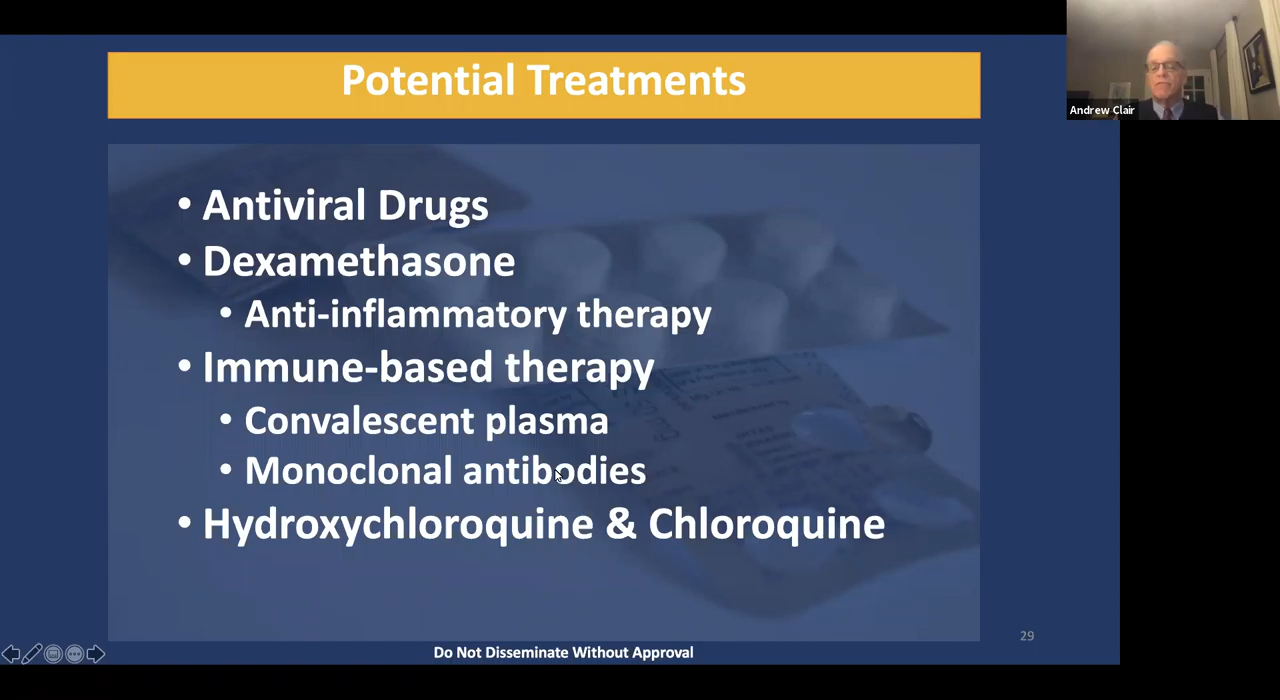 Potential Treatments
Andrew Clair
• Antiviral Drugs
• Dexamethasone
• Anti-inflammatory therapy
• Immune-based therapy
• Convalescent plasma
• Monoclonal antibodies
• Hydroxychloroquine & Chloroquine
29
Do Not Disseminate Without Approval